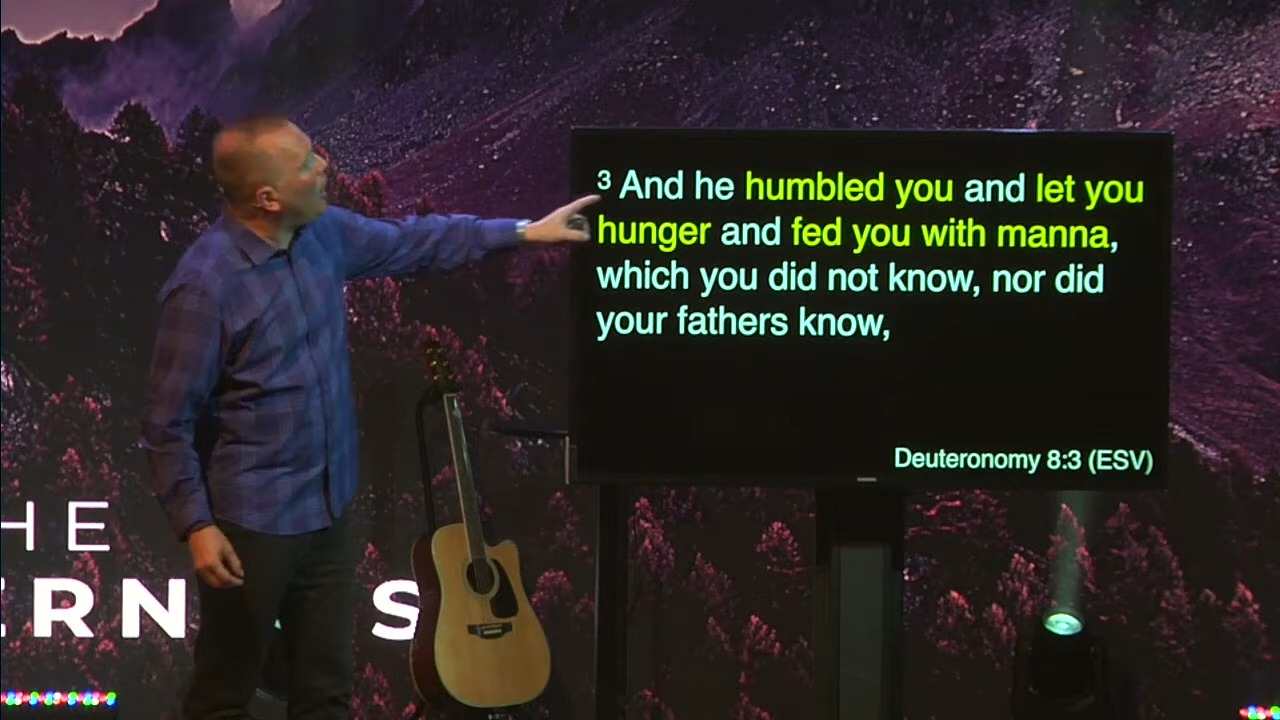 3 And he humbled you and let you
hunger and fed you with manna,
which you did not know, nor did
your fathers know,
Deuteronomy 8:3 (ESV)
HE
ERN S